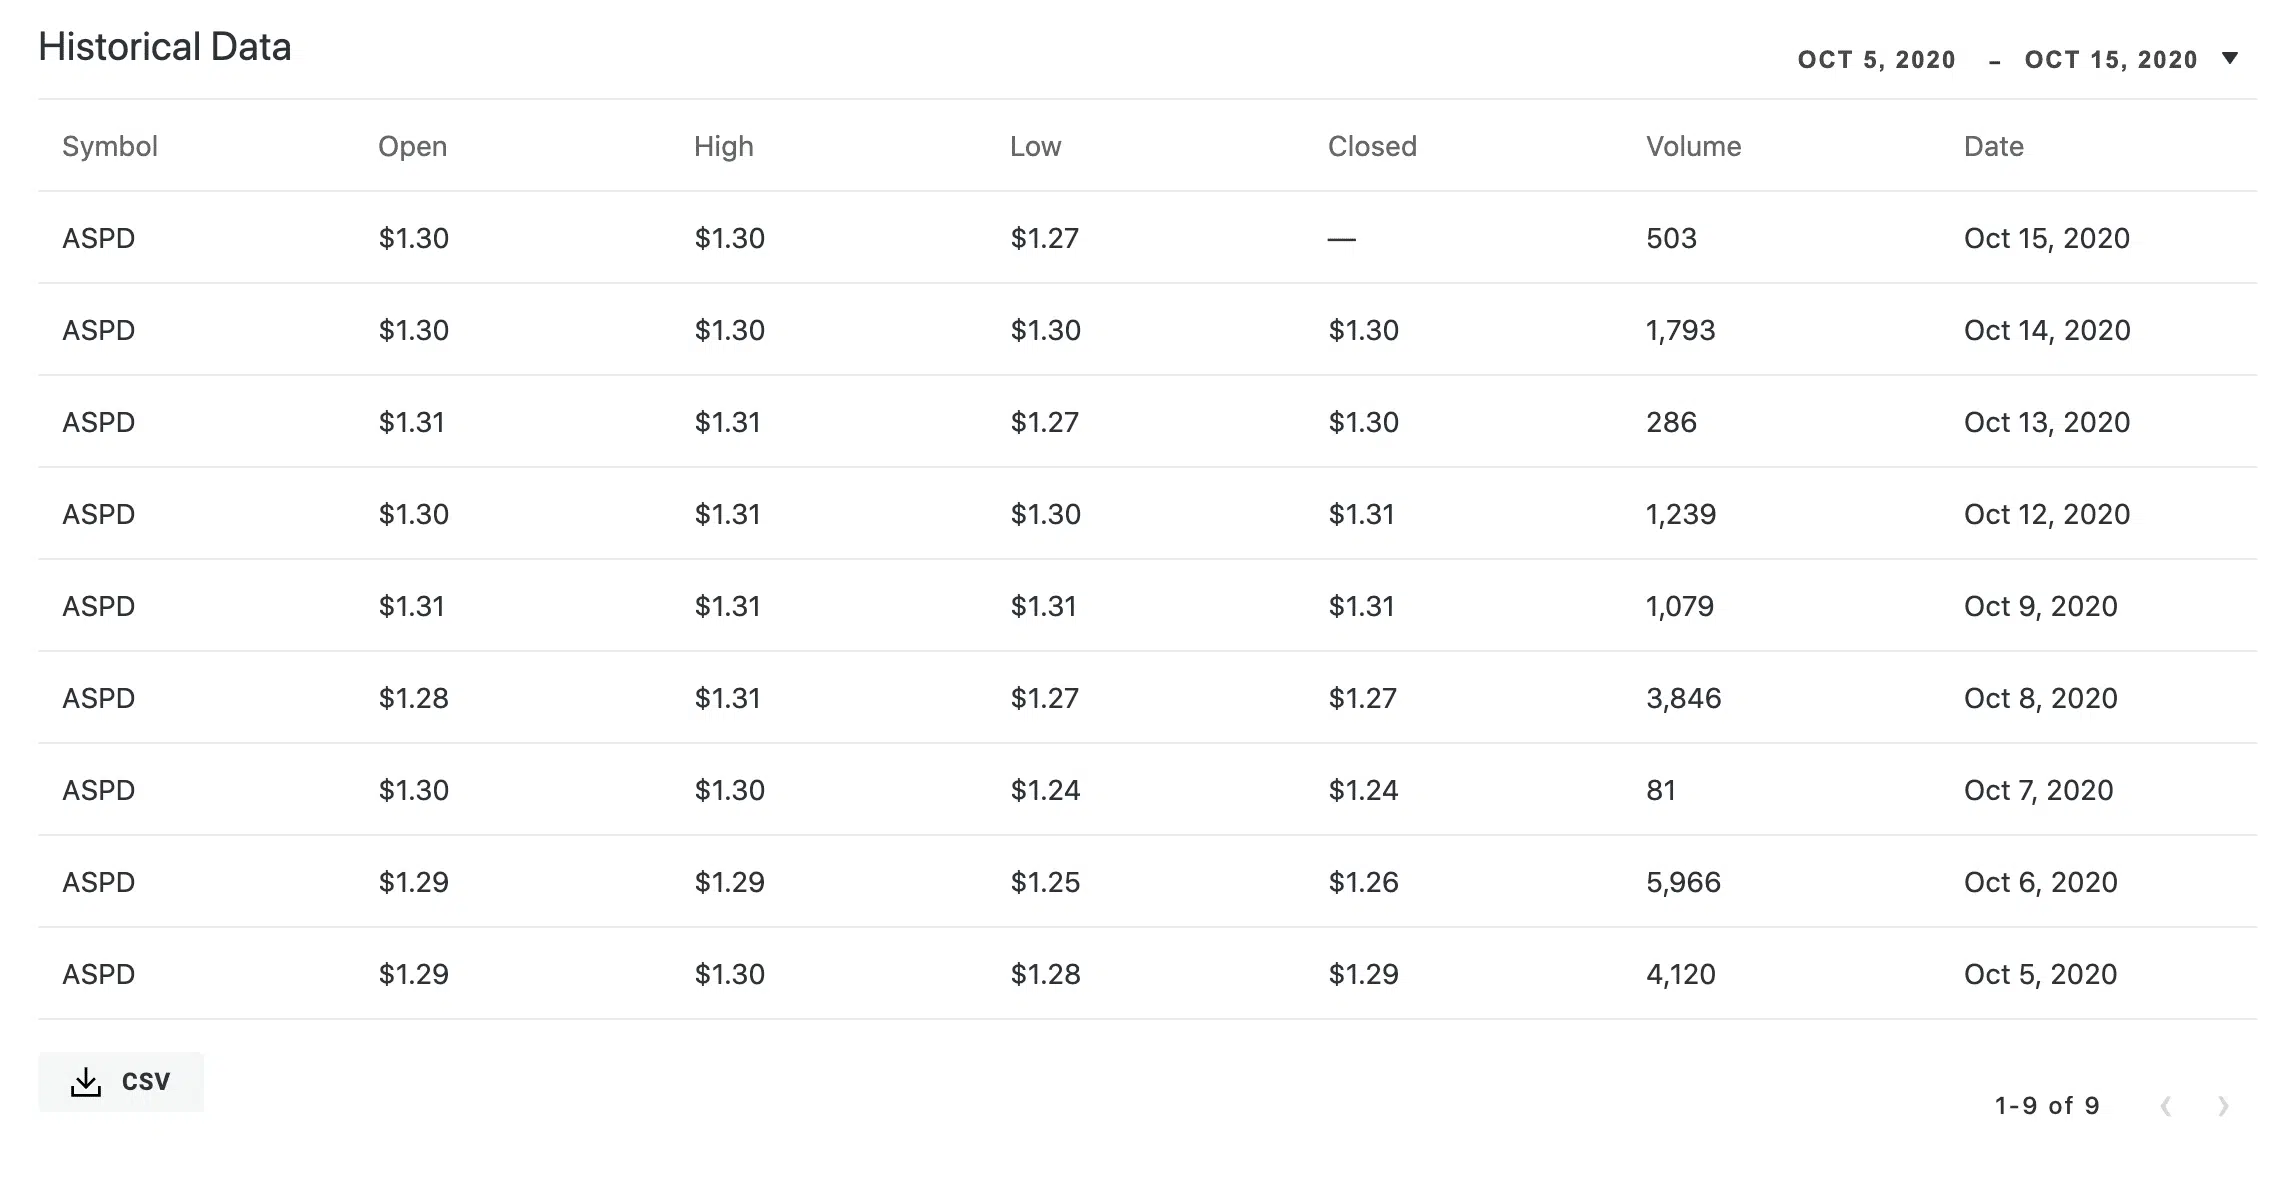 Historical Data
OCT 5, 2020 – OCT 15, 2020
Symbol Open High Low Closed Volume Date
ASPD $1.30 $1.30 $1.27 — 503 Oct 15, 2020
ASPD $1.30 $1.30 $1.30 $1.30 1,793 Oct 14, 2020
ASPD $1.31 $1.31 $1.27 $1.30 286 Oct 13, 2020
ASPD $1.30 $1.31 $1.30 $1.31 1,239 Oct 12, 2020
ASPD $1.31 $1.31 $1.31 $1.31 1,079 Oct 9, 2020
ASPD $1.28 $1.31 $1.27 $1.27 3,846 Oct 8, 2020
ASPD $1.30 $1.30 $1.24 $1.24 81 Oct 7, 2020
ASPD $1.29 $1.29 $1.25 $1.26 5,966 Oct 6, 2020
ASPD $1.29 $1.30 $1.28 $1.29 4,120 Oct 5, 2020
CSV
1-9 of 9